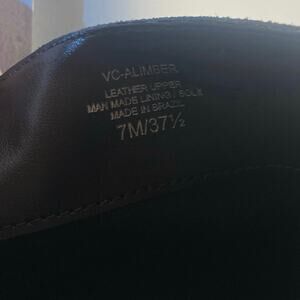 VC-ALIMBER
LEATHER UPPER
MAN MADE LINING / SOLE
MADE IN BRAZIL
7M/37½